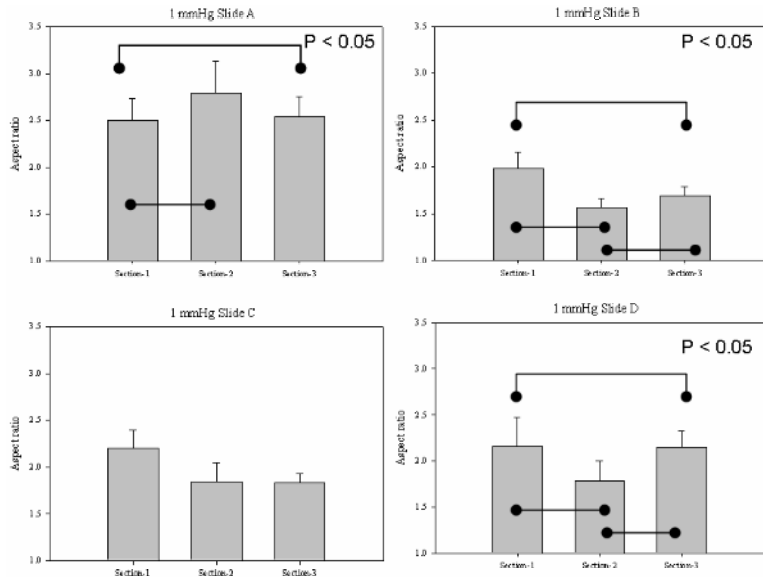 1 mmHg Slide A
P < 0.05
3.5
3.0
2.5
2.0
1.5
1.0
Aspect ratio
Section-1
Section-2
Section-3
1 mmHg Slide B
P < 0.05
3.5
3.0
2.5
2.0
1.5
1.0
Aspect ratio
Section-1
Section-2
Section-3
1 mmHg Slide C
3.5
3.0
2.5
2.0
1.5
1.0
Aspect ratio
Section-1
Section-2
Section-3
1 mmHg Slide D
P < 0.05
3.5
3.0
2.5
2.0
1.5
1.0
Aspect ratio
Section-1
Section-2
Section-3